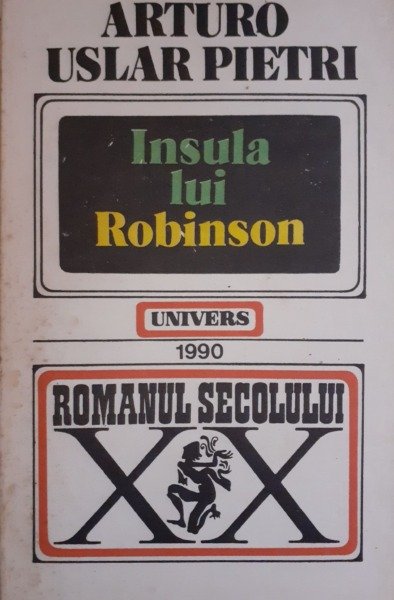 ARTURO
USLAR PIETRI
Insula
lui
Robinson
UNIVERS
1990
ROMANUL SECOLULUI
XX